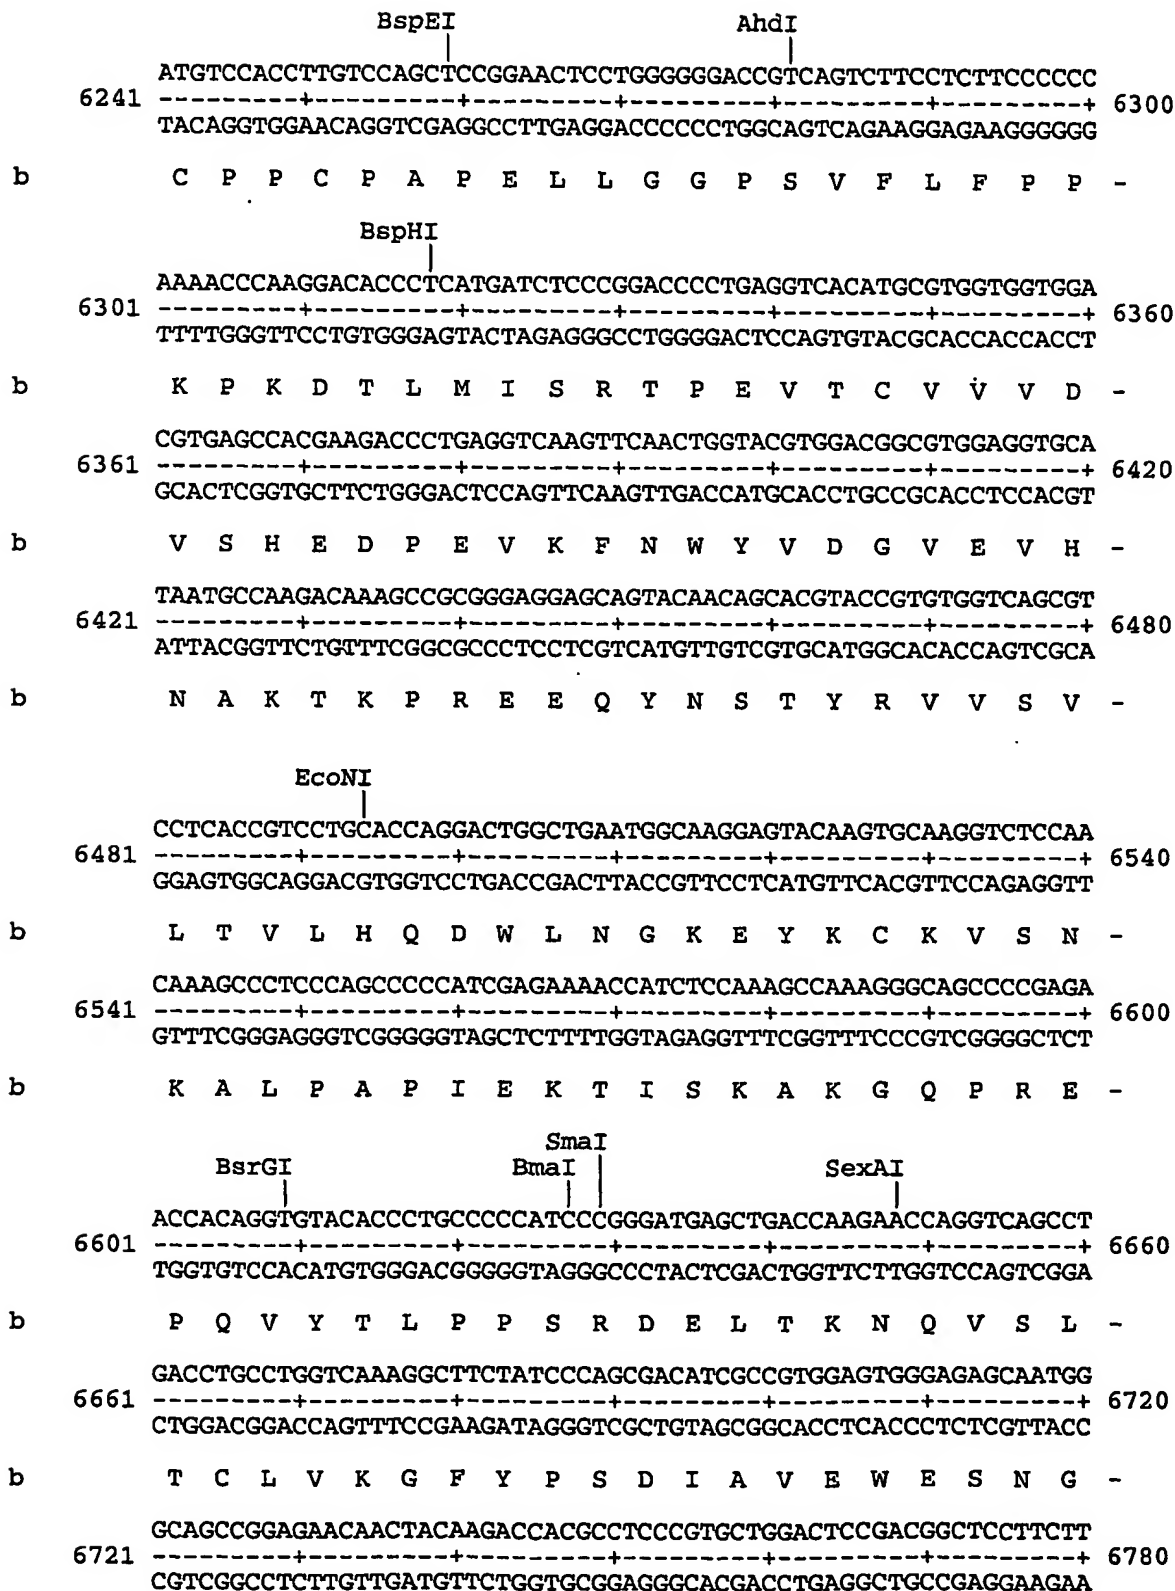 BspEI AhdI
ATGTCCACCTTGTCCAGCTCCGGAACTCCTGGGGGGACCGTCAGTCTTCCTCTTCCCCCC
6241 ---------+---------+---------+---------+---------+---------+ 6300
TACAGGTGGAACAGGTCGAGGCCTTGAGGACCCCCCTGGCAGTCAGAAGGAGAAGGGGGG
b C P P C P A P E L L G G P S V F L F P P -
BspHI
AAAACCCAAGGACACCCTCATGATCTCCCGGACCCCTGAGGTCACATGCGTGGTGGTGGA
6301 ---------+---------+---------+---------+---------+---------+ 6360
TTTTGGGTTCCTGTGGGAGTACTAGAGGGCCTGGGGACTCCAGTGTACGCACCACCACCT
b K P K D T L M I S R T P E V T C V V V D -
CGTGAGCCACGAAGACCCTGAGGTCAAGTTCAACTGGTACGTGGACGGCGTGGAGGTGCA
6361 ---------+---------+---------+---------+---------+---------+ 6420
GCACTCGGTGCTTCTGGGACTCCAGTTCAAGTTGACCATGCACCTGCCGCACCTCCACGT
b V S H E D P E V K F N W Y V D G V E V H -
TAATGCCAAGACAAAGCCGCGGGAGGAGCAGTACAACAGCACGTACCGTGTGGTCAGCGT
6421 ---------+---------+---------+---------+---------+---------+ 6480
ATTACGGTTCTGTTTCGGCGCCCTCCTCGTCATGTTGTCGTGCATGGCACACCAGTCGCA
b N A K T K P R E E Q Y N S T Y R V V S V -
EcoNI
CCTCACCGTCCTGCACCAGGACTGGCTGAATGGCAAGGAGTACAAGTGCAAGGTCTCCAA
6481 ---------+---------+---------+---------+---------+---------+ 6540
GGAGTGGCAGGACGTGGTCCTGACCGACTTACCGTTCCTCATGTTCACGTTCCAGAGGTT
b L T V L H Q D W L N G K E Y K C K V S N -
CAAAGCCCTCCCAGCCCCCATCGAGAAAACCATCTCCAAAGCCAAAGGGCAGCCCCGAGA
6541 ---------+---------+---------+---------+---------+---------+ 6600
GTTTCGGGAGGGTCGGGGGTAGCTCTTTTGGTAGAGGTTTCGGTTTCCCGTCGGGGCTCT
b K A L P A P I E K T I S K A K G Q P R E -
SmaI
BsrGI BmaI SexAI
ACCACAGGTGTACACCCTGCCCCCATCCCGGGATGAGCTGACCAAGAACCAGGTCAGCCT
6601 ---------+---------+---------+---------+---------+---------+ 6660
TGGTGTCCACATGTGGGACGGGGGTAGGGCCCTACTCGACTGGTTCTTGGTCCAGTCGGA
b P Q V Y T L P P S R D E L T K N Q V S L -
GACCTGCCTGGTCAAAGGCTTCTATCCCAGCGACATCGCCGTGGAGTGGGAGAGCAATGG
6661 ---------+---------+---------+---------+---------+---------+ 6720
CTGGACGGACCAGTTTCCGAAGATAGGGTCGCTGTAGCGGCACCTCACCCTCTCGTTACC
b T C L V K G F Y P S D I A V E W E S N G -
GCAGCCGGAGAACAACTACAAGACCACGCCTCCCGTGCTGGACTCCGACGGCTCCTTCTT
6721 ---------+---------+---------+---------+---------+---------+ 6780
CGTCGGCCTCTTGTTGATGTTCTGGTGCGGAGGGCACGACCTGAGGCTGCCGAGGAAGAA